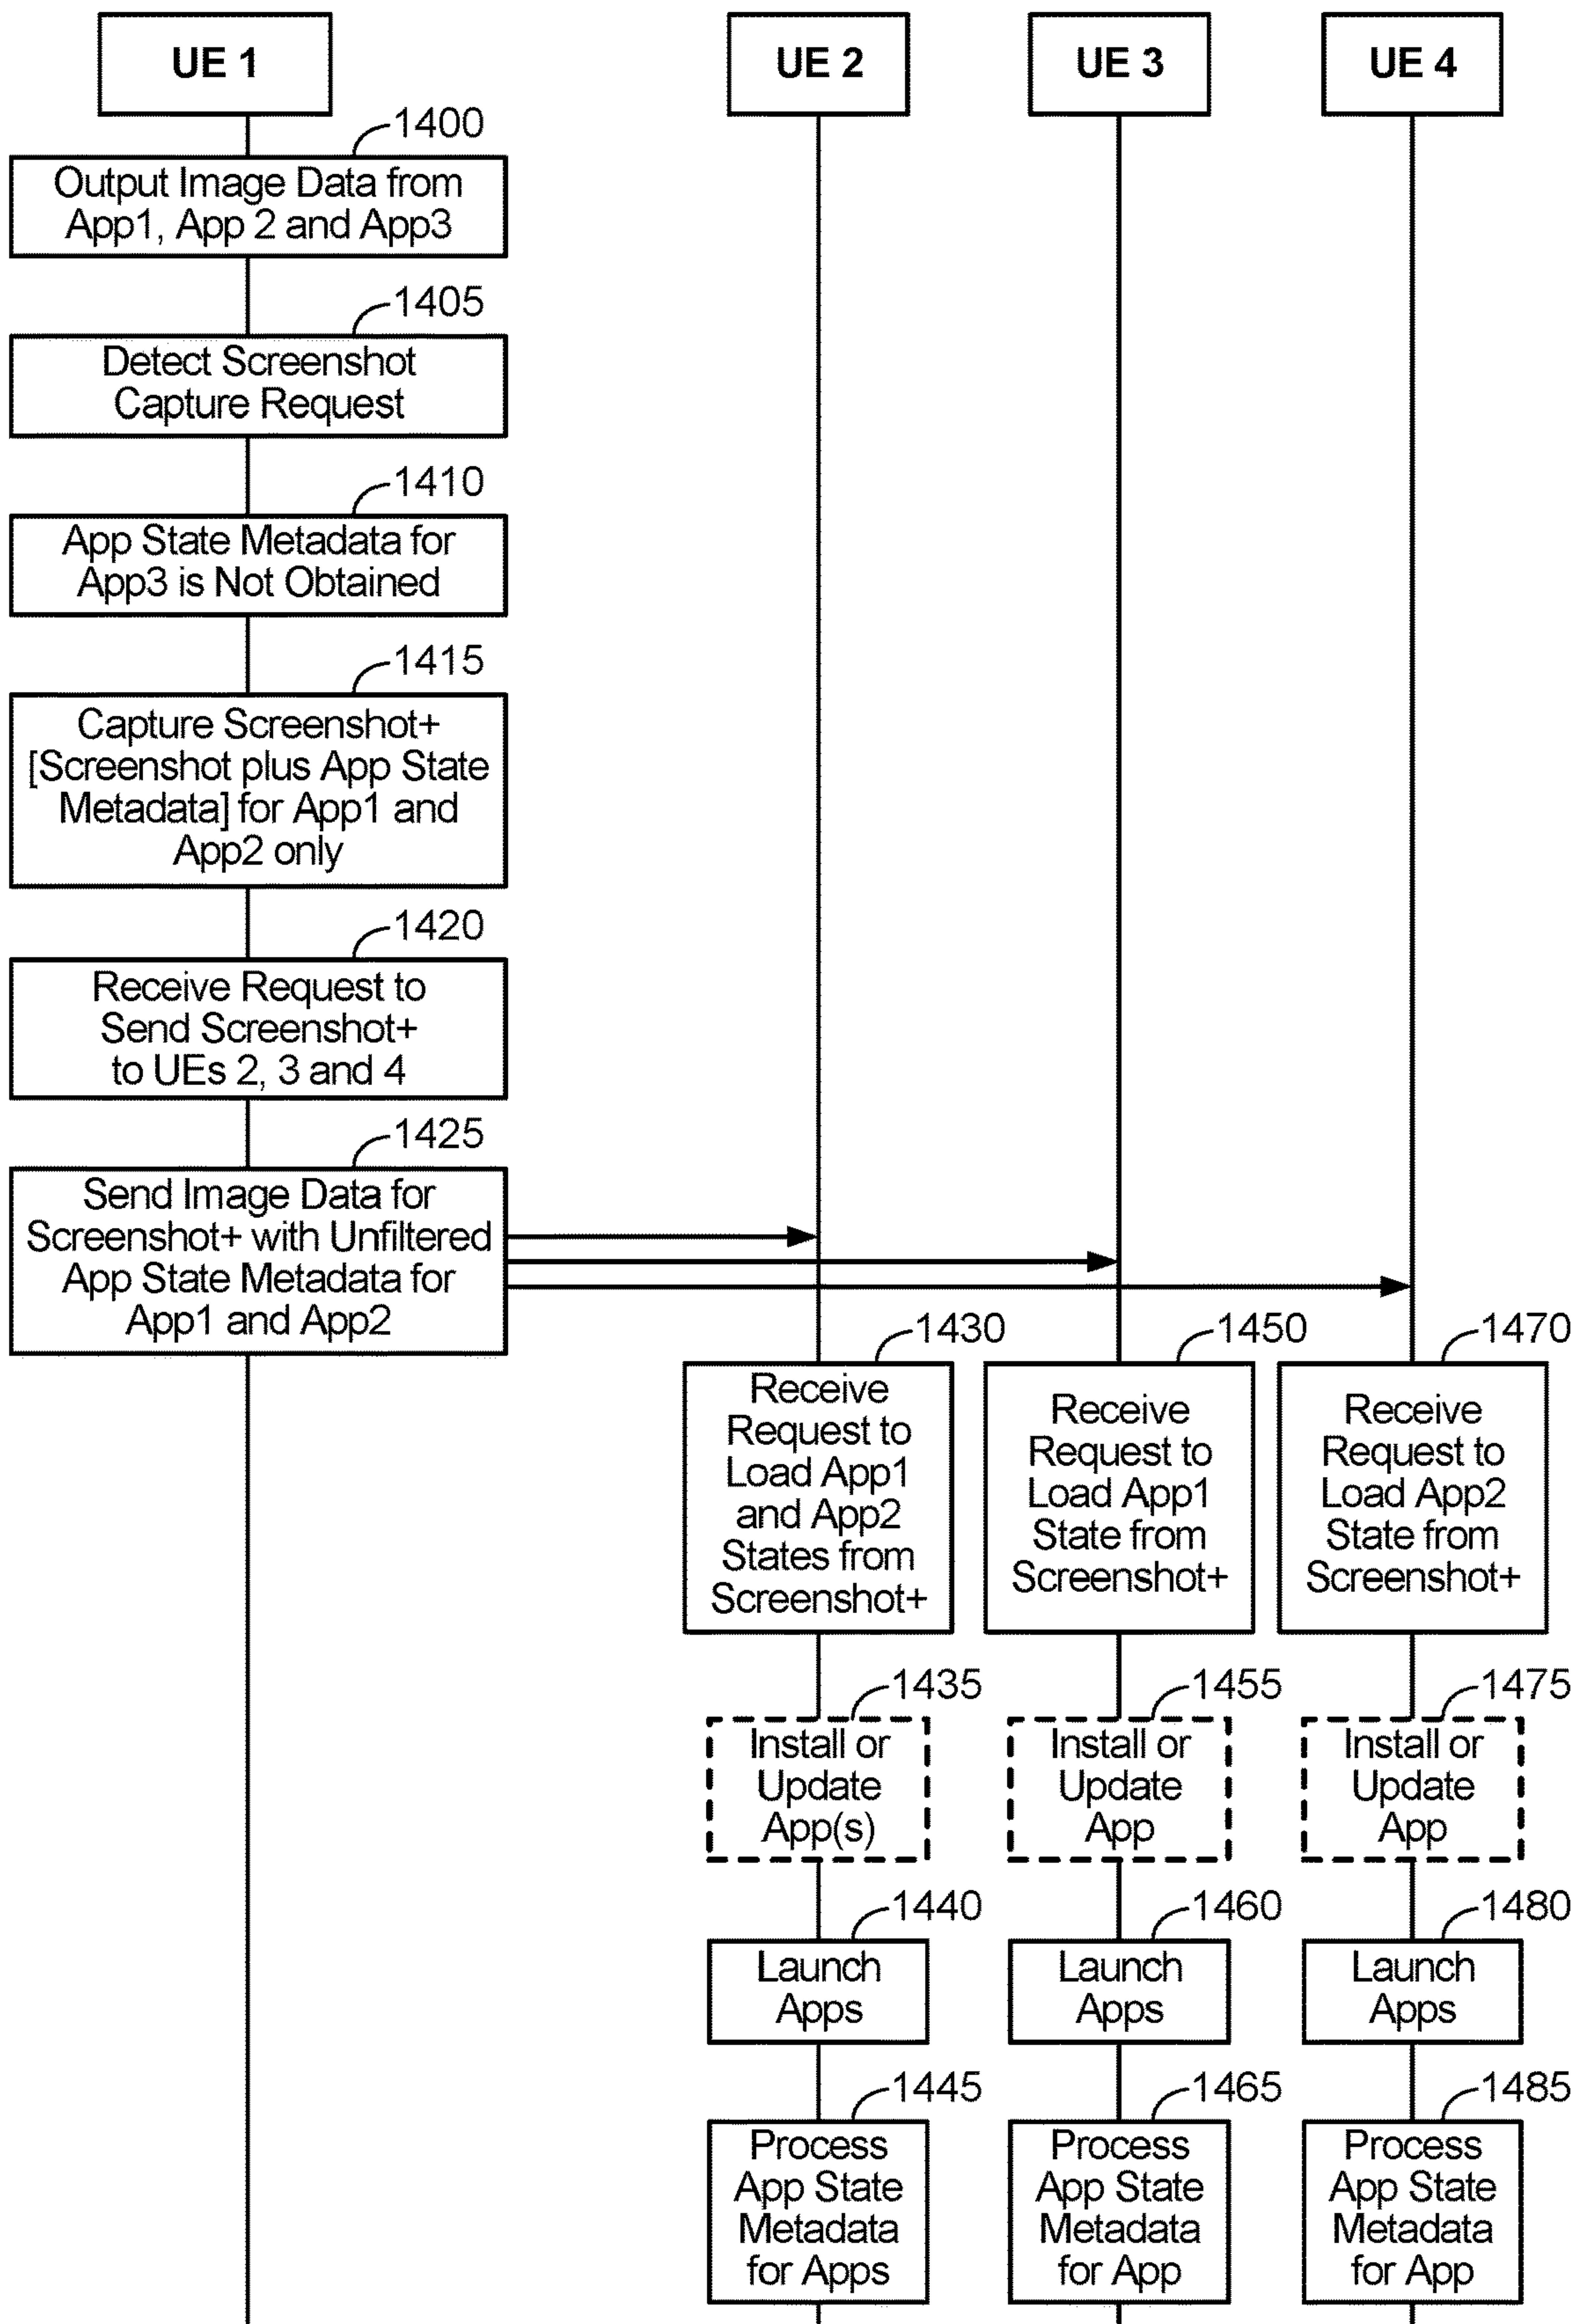 UE 1
UE 2
UE 3
UE 4
1400
Output Image Data from
App1, App 2 and App3
1405
Detect Screenshot
Capture Request
1410
App State Metadata for
App3 is Not Obtained
1415
Capture Screenshot+
[Screenshot plus App State
Metadata] for App1 and
App2 only
1420
Receive Request to
Send Screenshot+
to UEs 2, 3 and 4
1425
Send Image Data for
Screenshot+ with Unfiltered
App State Metadata for
App1 and App2
1430
Receive
Request to
Load App1
and App2
States from
Screenshot+
1435
Install or
Update
App(s)
1440
Launch
Apps
1445
Process
App State
Metadata
for Apps
1450
Receive
Request to
Load App1
State from
Screenshot+
1455
Install or
Update
App
1460
Launch
Apps
1465
Process
App State
Metadata
for App
1470
Receive
Request to
Load App2
State from
Screenshot+
1475
Install or
Update
App
1480
Launch
Apps
1485
Process
App State
Metadata
for App